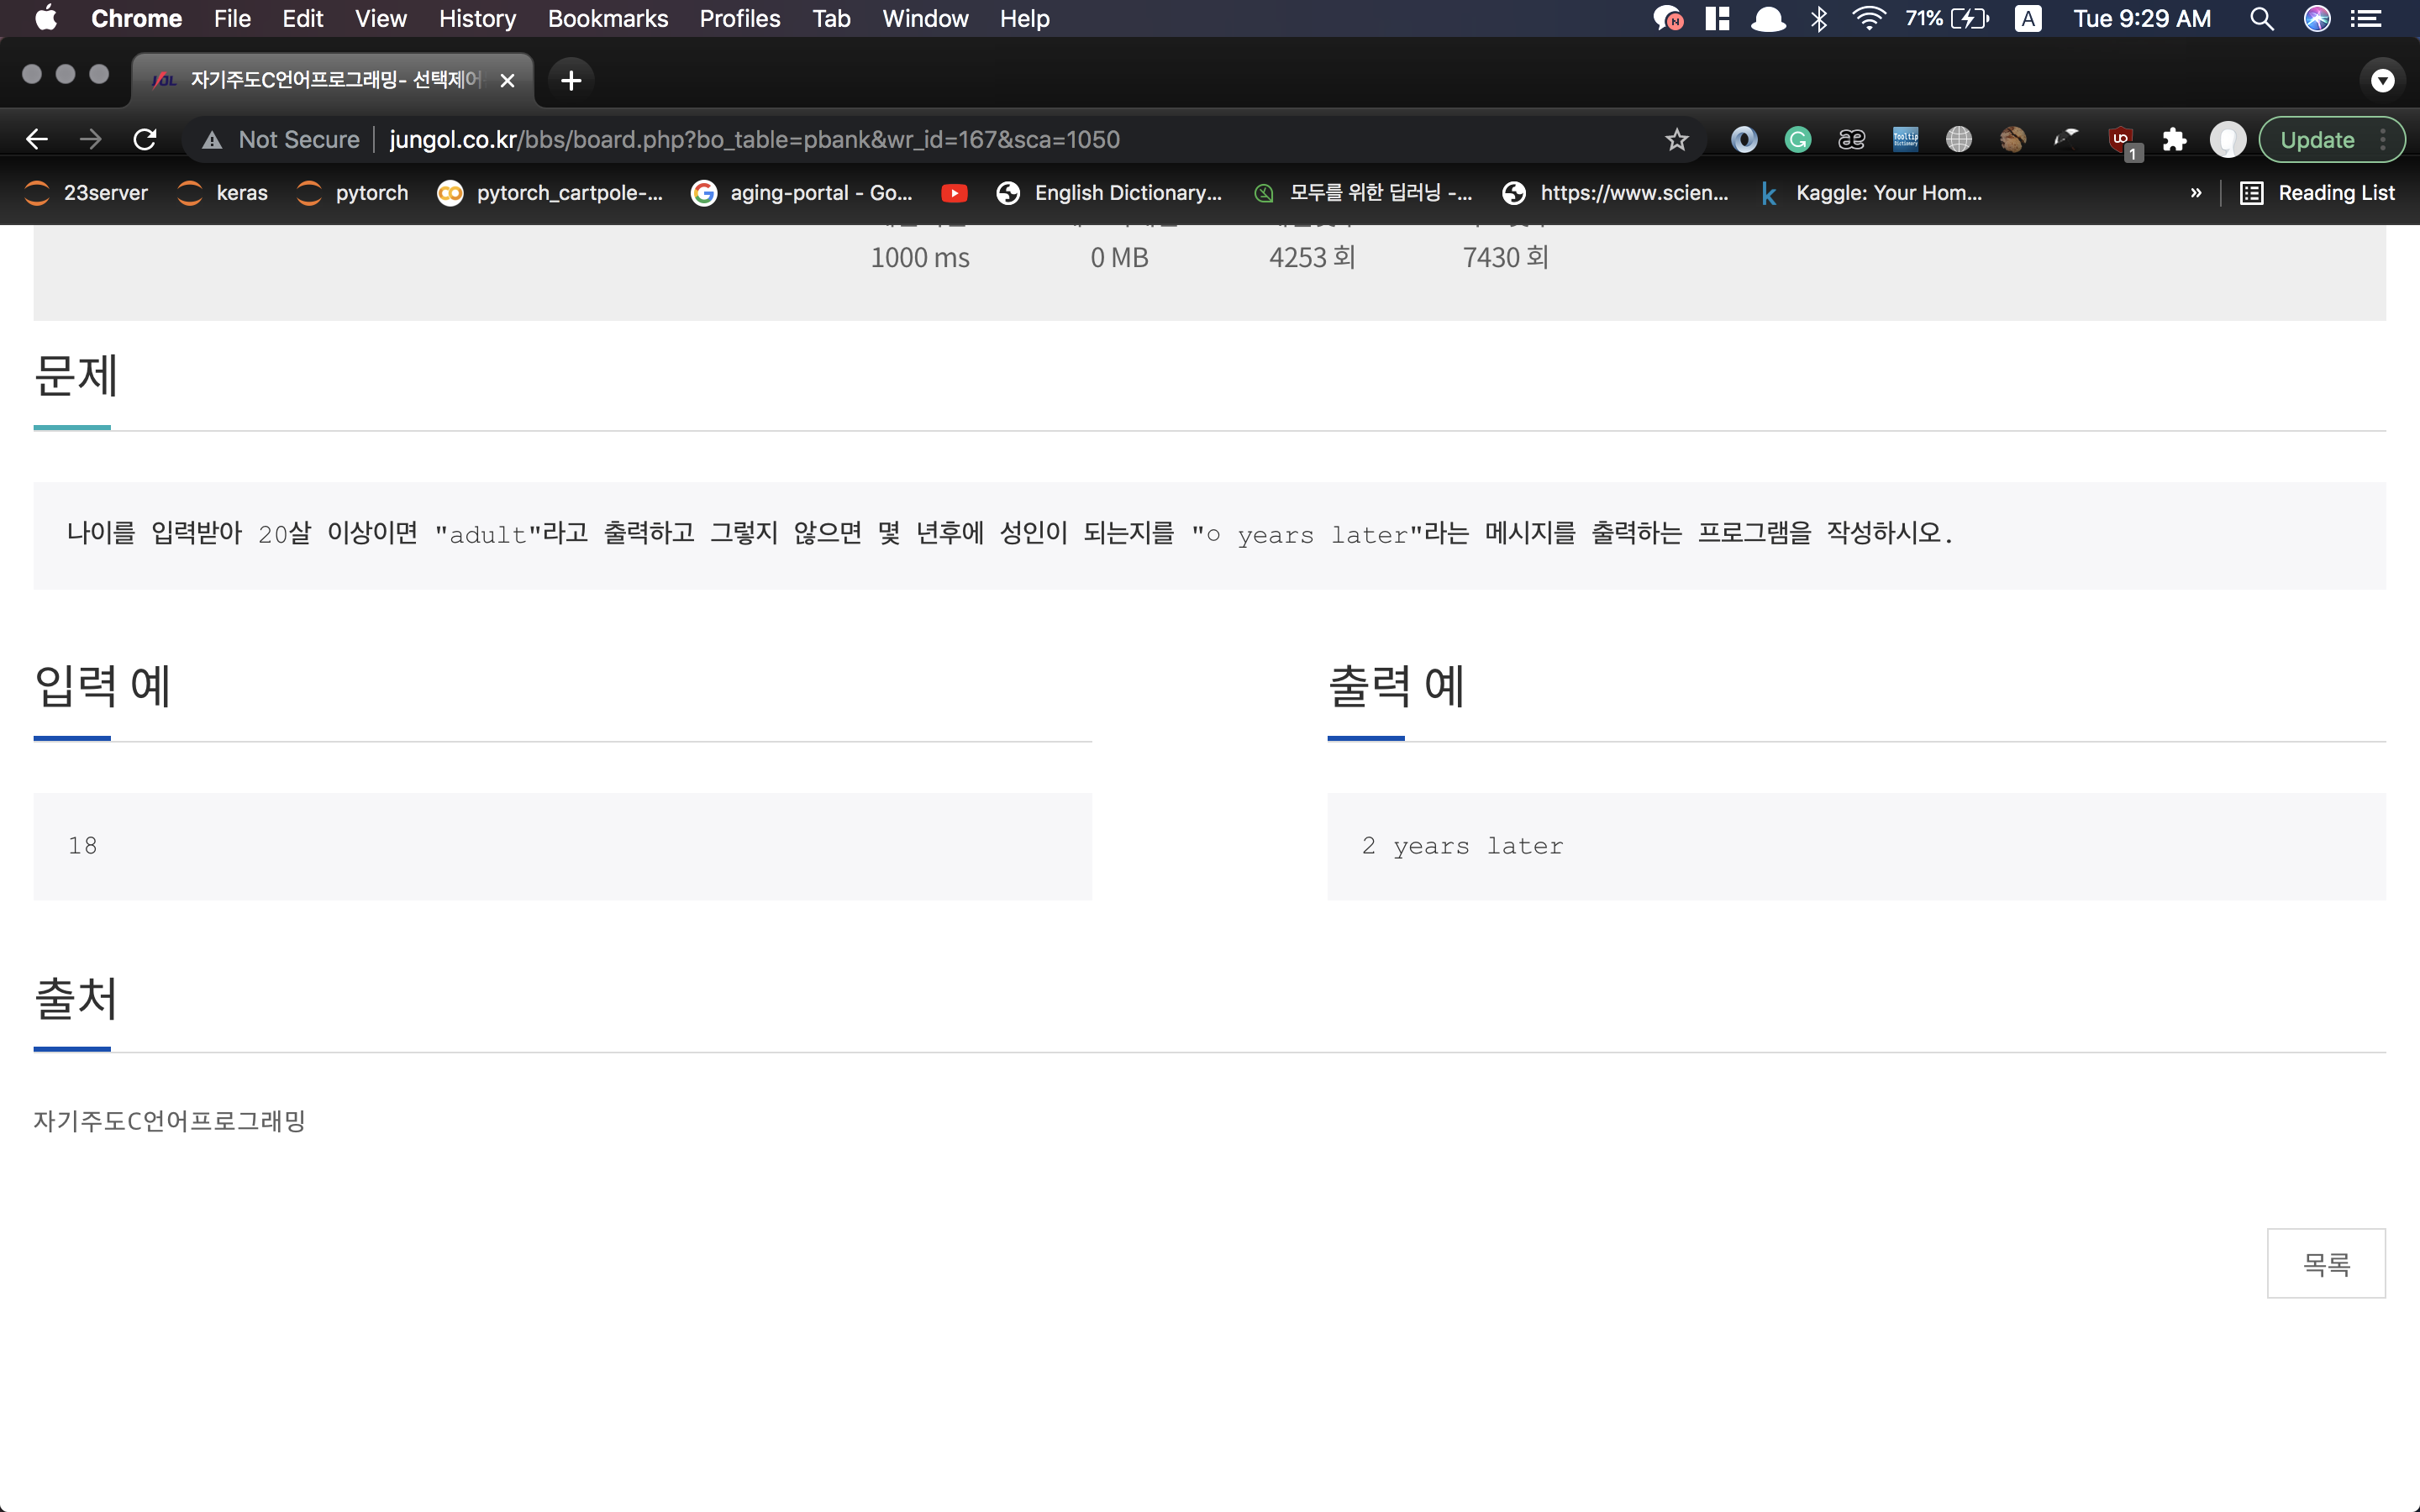 Chrome File Edit View History Bookmarks Profiles Tab Window Help 71% A Tue 9:29 AM
자기주도C언어프로그래밍- 선택제어
Not Secure jungol.co.kr/bbs/board.php?bo_table=pbank&wr_id=167&sca=1050 Update
23server keras pytorch pytorch_cartpole-... aging-portal - Go... English Dictionary... 모두를 위한 딥러닝 -... https://www.scien... Kaggle: Your Hom... » Reading List
1000 ms 0 MB 4253 회 7430 회
문제
나이를 입력받아 20살 이상이면 "adult"라고 출력하고 그렇지 않으면 몇 년후에 성인이 되는지를 "○ years later"라는 메시지를 출력하는 프로그램을 작성하시오.
입력 예 출력 예
18 2 years later
출처
자기주도C언어프로그래밍
목록